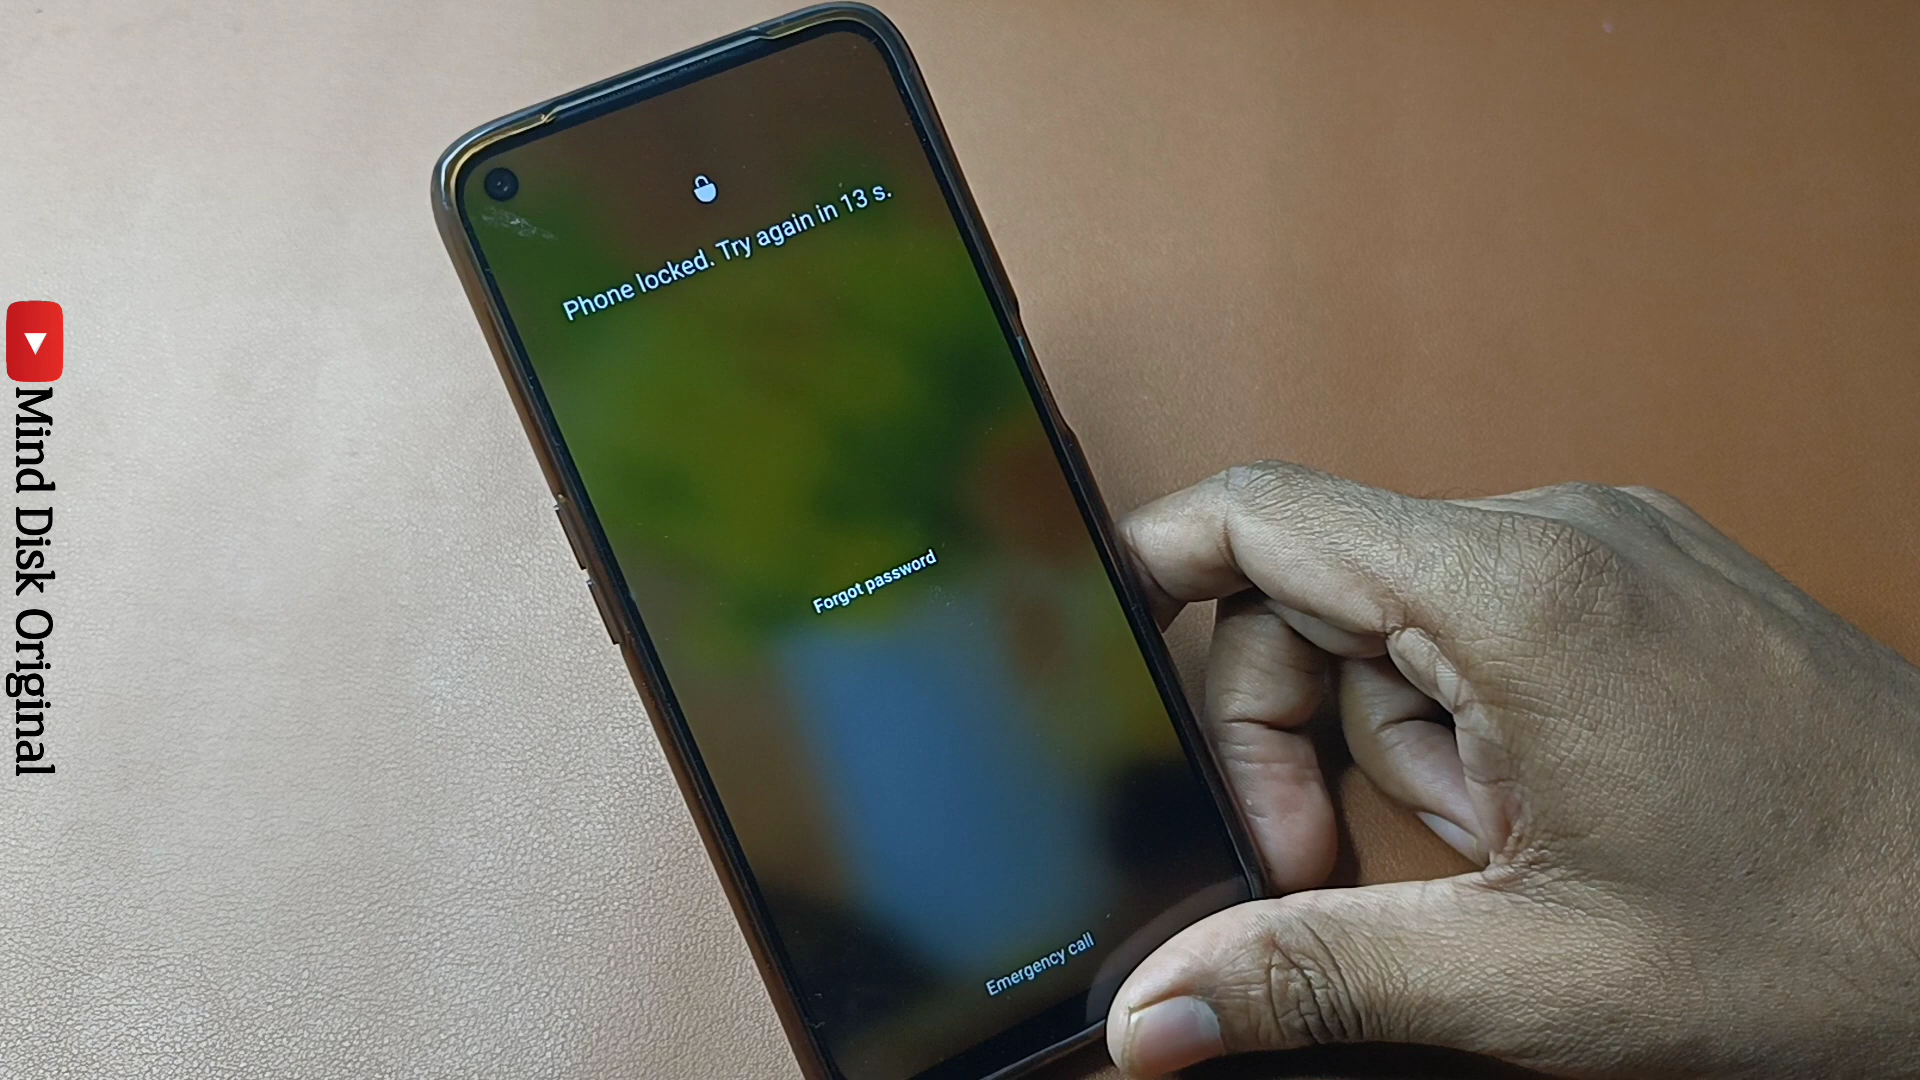 Phone locked. Try again in 13 s.
Forgot password
Emergency call
Mind Disk Original